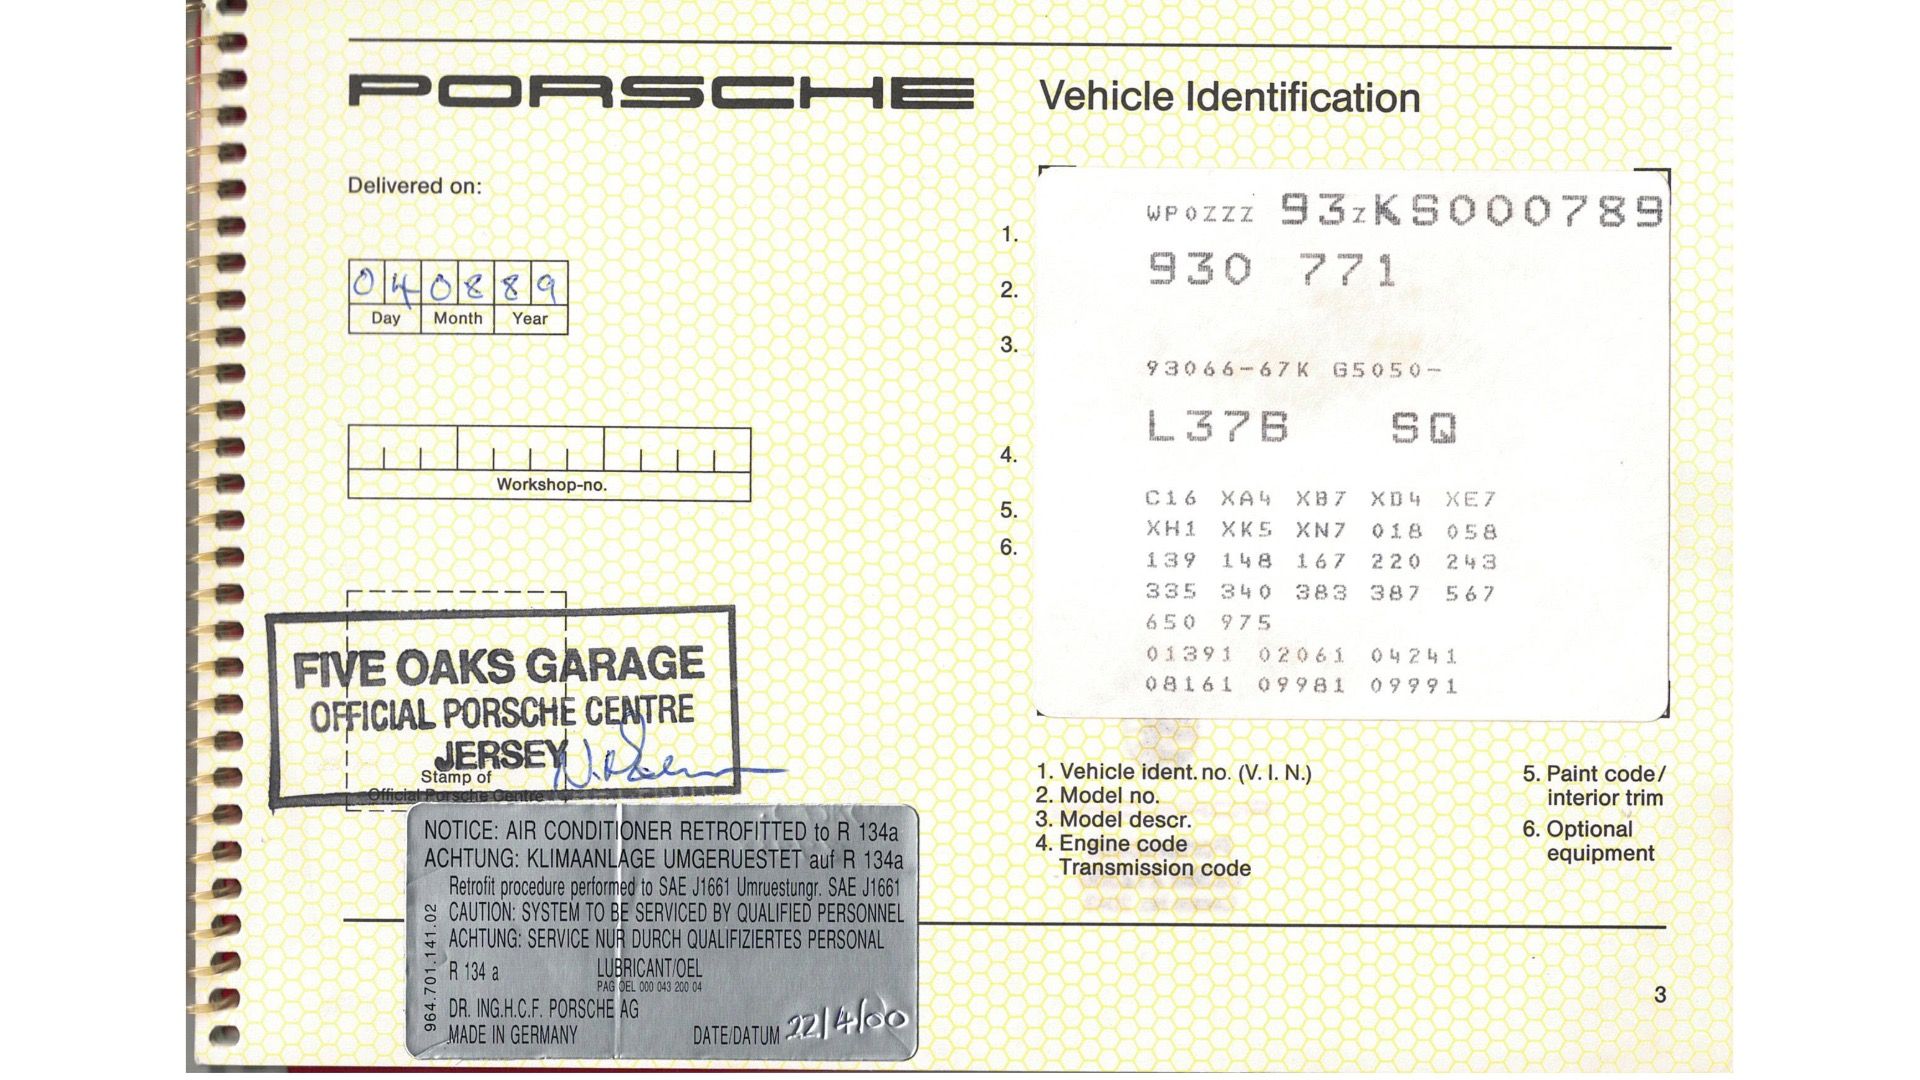 PORSCHE
Vehicle Identification
Delivered on:
04 08 89
Day Month Year
Workshop-no.
FIVE OAKS GARAGE
OFFICIAL PORSCHE CENTRE
JERSEY
Stamp of
Official Porsche Centre
NOTICE: AIR CONDITIONER RETROFITTED to R 134a
ACHTUNG: KLIMAANLAGE UMGERUESTET auf R 134a
Retrofit procedure performed to SAE J1661 Umruestungr. SAE J1661
CAUTION: SYSTEM TO BE SERVICED BY QUALIFIED PERSONNEL
ACHTUNG: SERVICE NUR DURCH QUALIFIZIERTES PERSONAL
R 134 a LUBRICANT/OEL
PAG OEL 000 043 200 04
DR. ING.H.C.F. PORSCHE AG
MADE IN GERMANY DATE/DATUM 22/4/00
964.701.141.02
1.
2.
3.
4.
5.
6.
WP0ZZZ 93ZKS000789
930 771
93066-67K G5050-
L37B SQ
C16 XA4 XB7 XD4 XE7
XH1 XK5 XN7 018 058
139 148 167 220 243
335 340 383 387 567
650 975
01391 02061 04241
08161 09981 09991
1. Vehicle ident. no. (V. I. N.)
2. Model no.
3. Model descr.
4. Engine code
Transmission code
5. Paint code/
interior trim
6. Optional
equipment
3